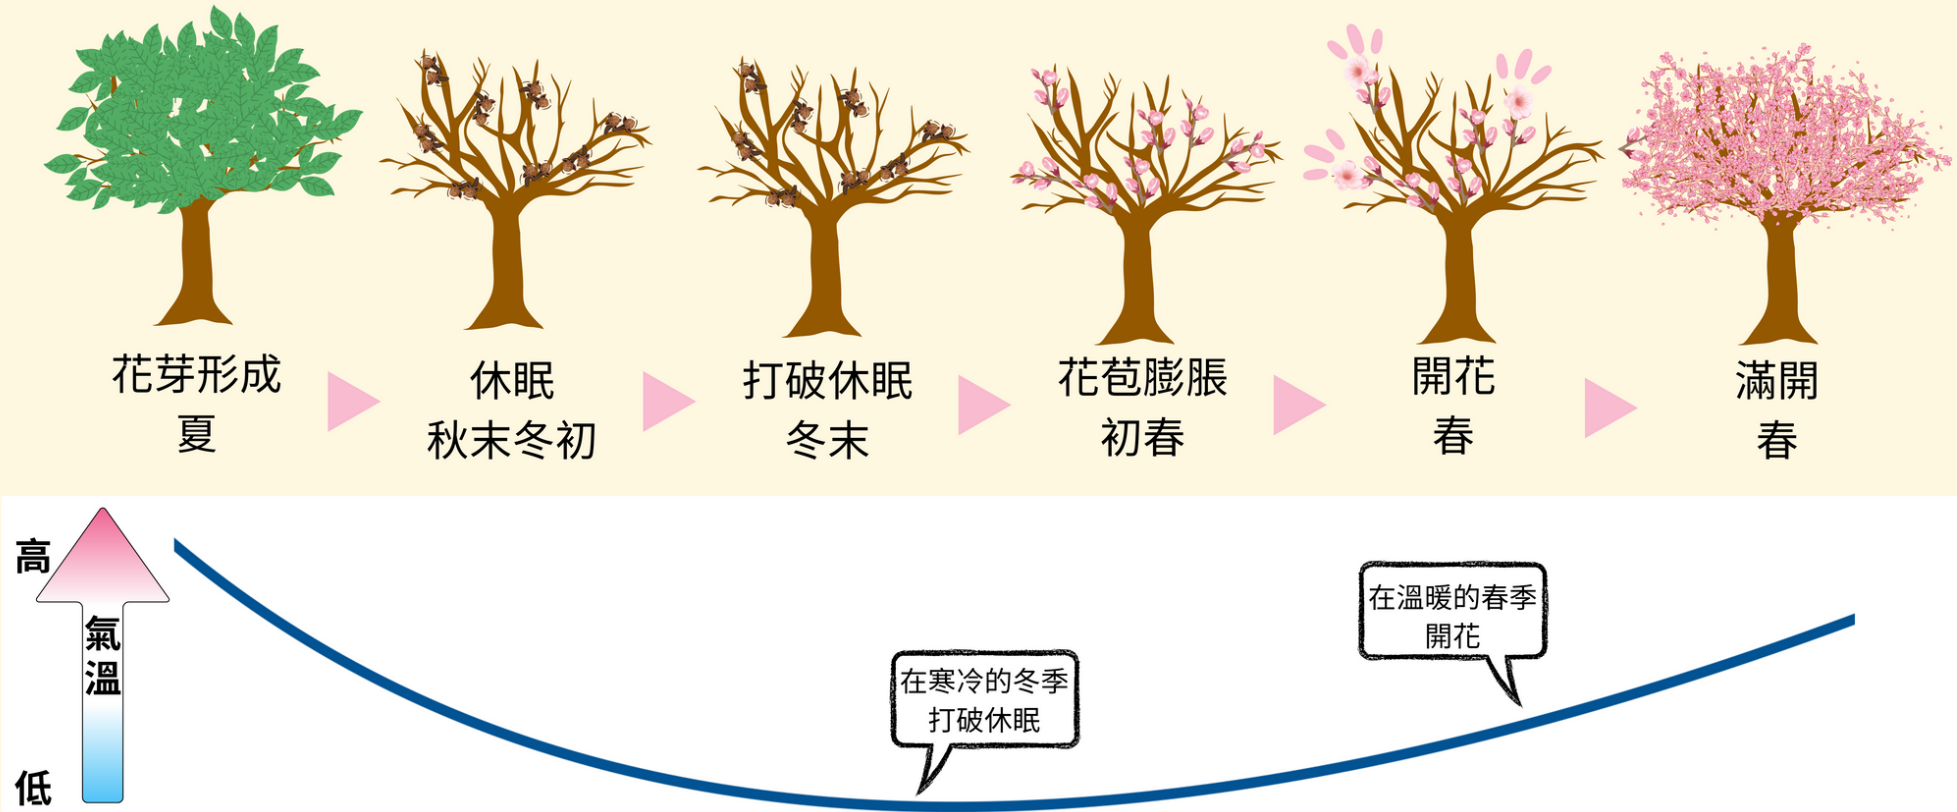 花芽形成
夏
休眠
秋末冬初
打破休眠
冬末
花苞膨脹
初春
開花
春
滿開
春
高
氣
溫
低
在寒冷的冬季
打破休眠
在溫暖的春季
開花